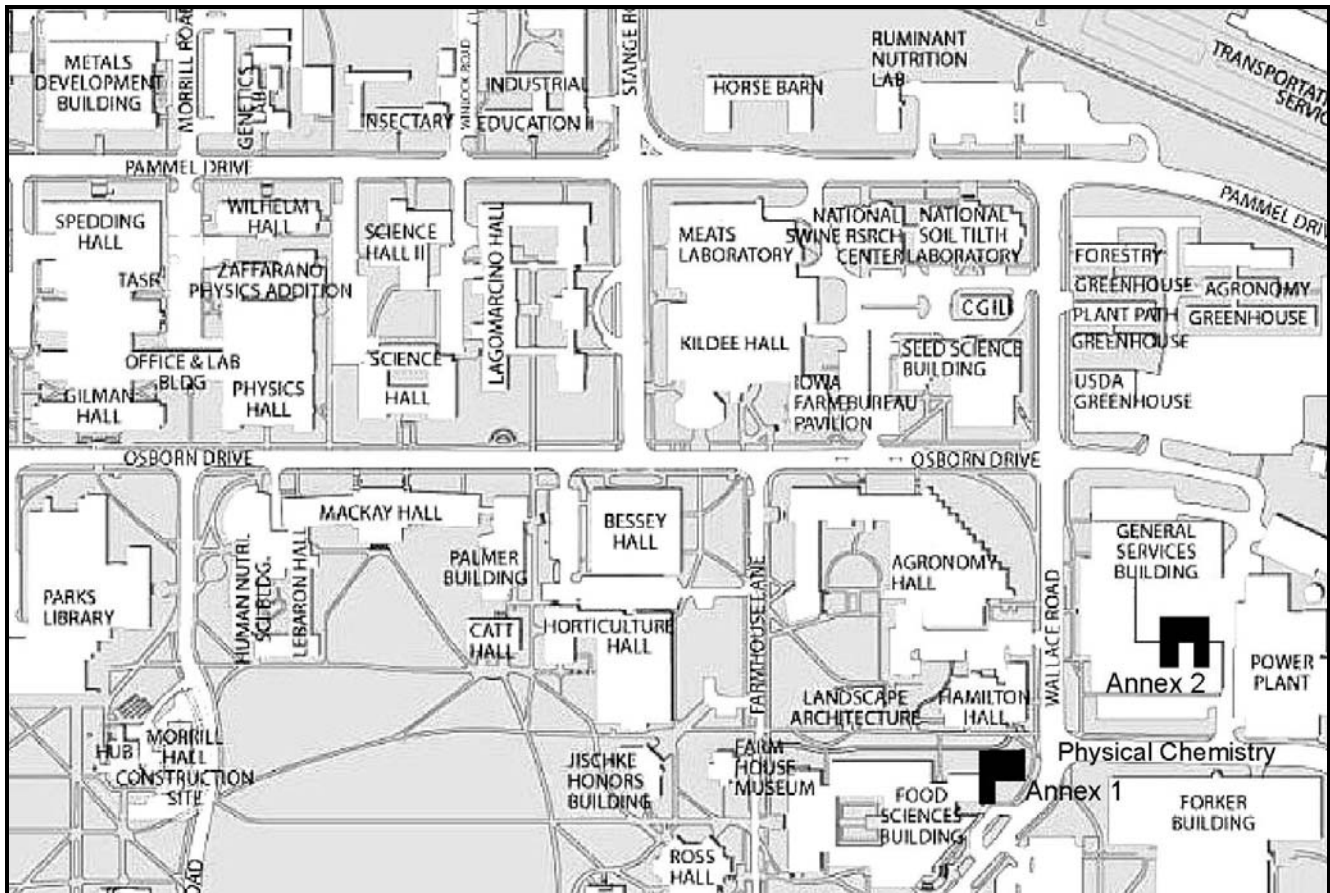 METALS
DEVELOPMENT
BUILDING
MORRILL ROAD
GENETICS
LAB
INSECTARY
WINLOCK ROAD
INDUSTRIAL
EDUCATION II
HORSE BARN
RUMINANT
NUTRITION
LAB
PAMMEL DRIVE
SPEDDING
HALL
WILHELM
HALL
SCIENCE
HALL II
LAGOMARCINO HALL
MEATS
LABORATORY
NATIONAL
SWINE RSRCH
CENTER
NATIONAL
SOIL TILTH
LABORATORY
TASF
ZAFFARANO
PHYSICS ADDITION
FORESTRY
GREENHOUSE
AGRONOMY
GREENHOUSE
CGIL
PLANT PATH
GREENHOUSE
OFFICE & LAB
BLDG
PHYSICS
HALL
GILMAN
HALL
SCIENCE
HALL
KILDEE HALL
SEED SCIENCE
BUILDING
IOWA
FARM BUREAU
PAVILION
USDA
GREENHOUSE
OSBORN DRIVE
OSBORN DRIVE
PARKS
LIBRARY
HUMAN NUTRI.
SCI. BLDG.
LEBARON HALL
MACKAY HALL
PALMER
BUILDING
CATT
HALL
BESSEY
HALL
HORTICULTURE
HALL
FARMHOUSE LANE
AGRONOMY
HALL
WALLACE ROAD
GENERAL
SERVICES
BUILDING
Annex 2
POWER
PLANT
LANDSCAPE
ARCHITECTURE
HAMILTON
HALL
HUB
MORRILL
HALL
CONSTRUCTION
SITE
JISCHKE
HONORS
BUILDING
FARM
HOUSE
MUSEUM
FOOD
SCIENCES
BUILDING
Physical Chemistry
Annex 1
FORKER
BUILDING
ROSS
HALL